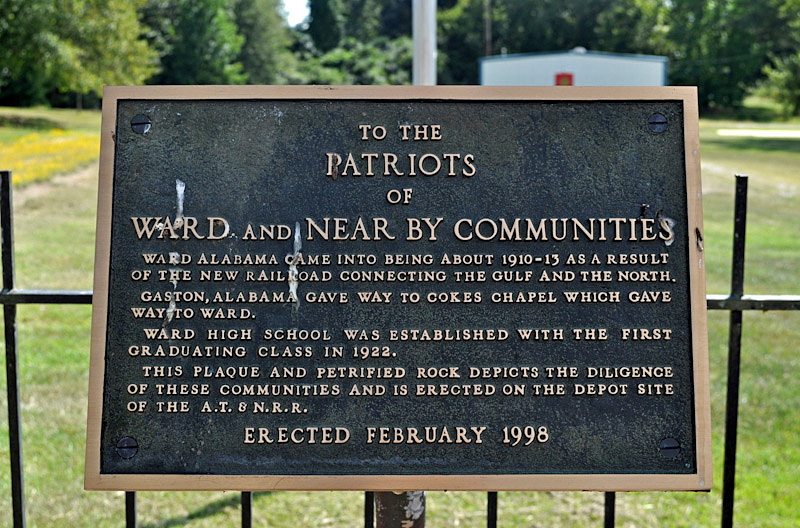 TO THE
PATRIOTS
OF
WARD AND NEAR BY COMMUNITIES
WARD ALABAMA CAME INTO BEING ABOUT 1910-13 AS A RESULT
OF THE NEW RAILROAD CONNECTING THE GULF AND THE NORTH.
GASTON, ALABAMA GAVE WAY TO COKES CHAPEL WHICH GAVE
WAY TO WARD.
WARD HIGH SCHOOL WAS ESTABLISHED WITH THE FIRST
GRADUATING CLASS IN 1922.
THIS PLAQUE AND PETRIFIED ROCK DEPICTS THE DILIGENCE
OF THESE COMMUNITIES AND IS ERECTED ON THE DEPOT SITE
OF THE A.T. & N.R.R.
ERECTED FEBRUARY 1998